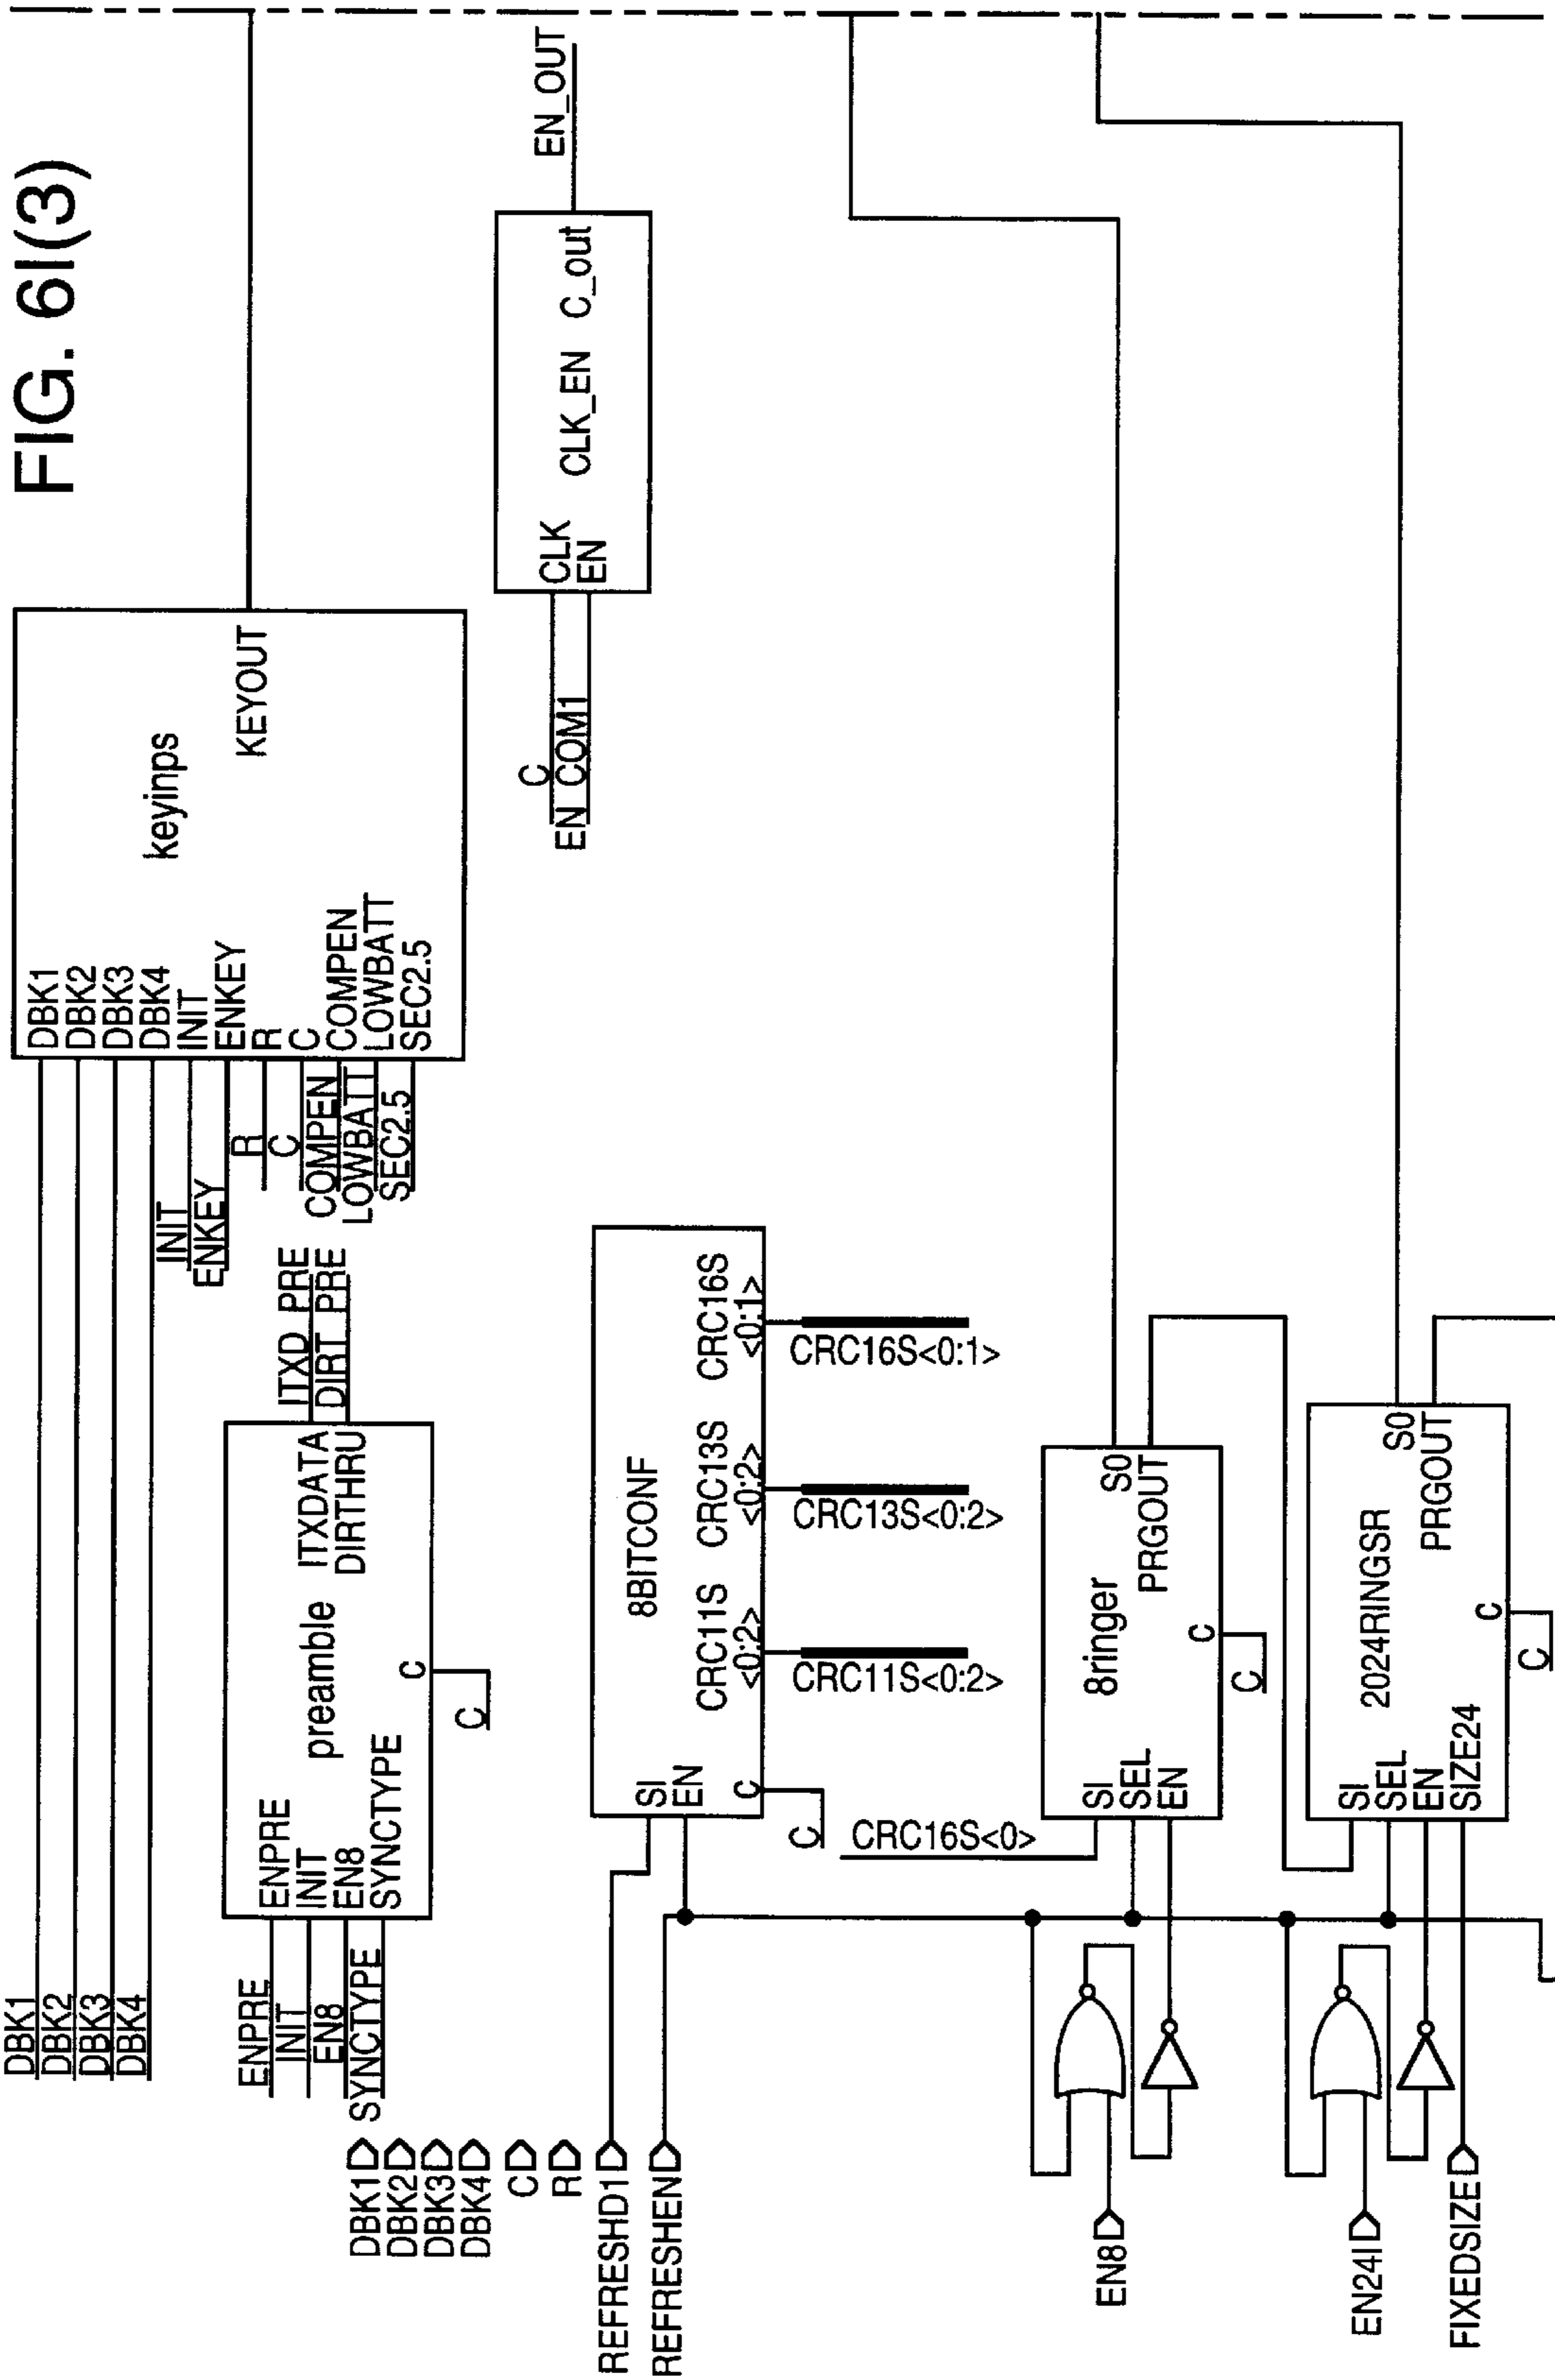 FIG. 6I(3)
DBK1
DBK2
DBK3
DBK4
INIT
ENKEY
R
C
COMPEN
LOWBATT
SEC2.5
DBK1
DBK2
DBK3
DBK4
INIT
ENKEY
R
C
COMPEN
LOWBATT
SEC2.5
keyinps
KEYOUT
ENPRE
INIT
EN8
SYNCTYPE
ENPRE
INIT
EN8
SYNCTYPE
preamble
ITXDATA
DIRTHRU
ITXD_PRE
DIRT_PRE
C
C
C
EN_COM1
CLK
EN
CLK_EN
C_out
EN_OUT
DBK1
DBK2
DBK3
DBK4
C
R
REFRESHD1
REFRESHEN
SI
EN
8BITCONF
CRC11S
<0:2>
CRC13S
<0:2>
CRC16S
<0:1>
C
C
CRC11S<0:2>
CRC13S<0:2>
CRC16S<0:1>
CRC16S<0>
EN8
SI
SEL
EN
8ringer
S0
PRGOUT
C
C
EN24I
FIXEDSIZE
SI
SEL
EN
SIZE24
2024RINGSR
S0
PRGOUT
C
C